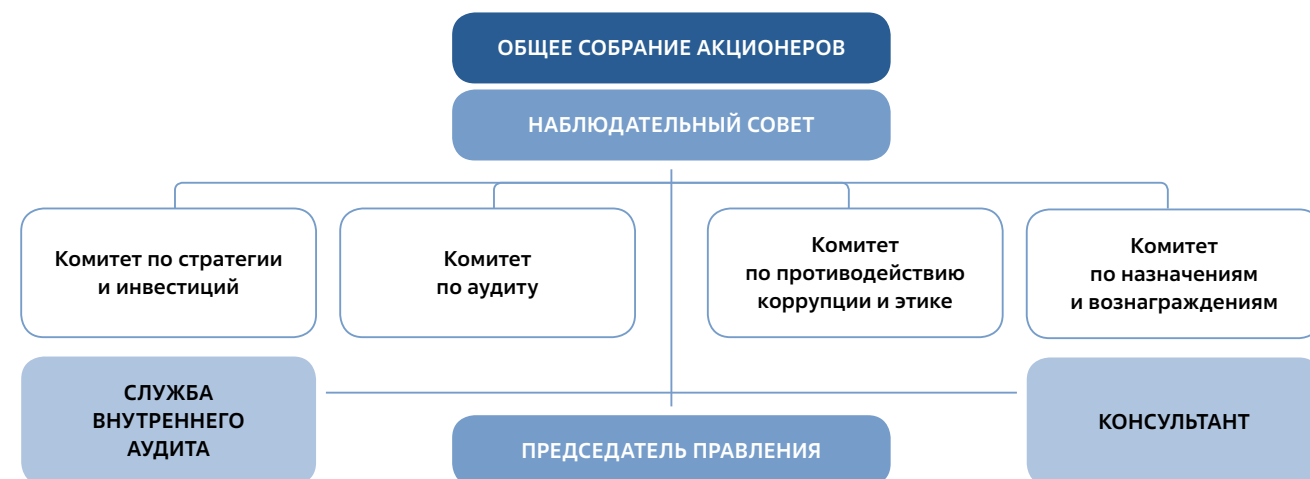 ОБЩЕЕ СОБРАНИЕ АКЦИОНЕРОВ
НАБЛЮДАТЕЛЬНЫЙ СОВЕТ
Комитет по стратегии
и инвестиций
Комитет
по аудиту
Комитет
по противодействию
коррупции и этике
Комитет
по назначениям
и вознаграждениям
СЛУЖБА
ВНУТРЕННЕГО
АУДИТА
ПРЕДСЕДАТЕЛЬ ПРАВЛЕНИЯ
КОНСУЛЬТАНТ